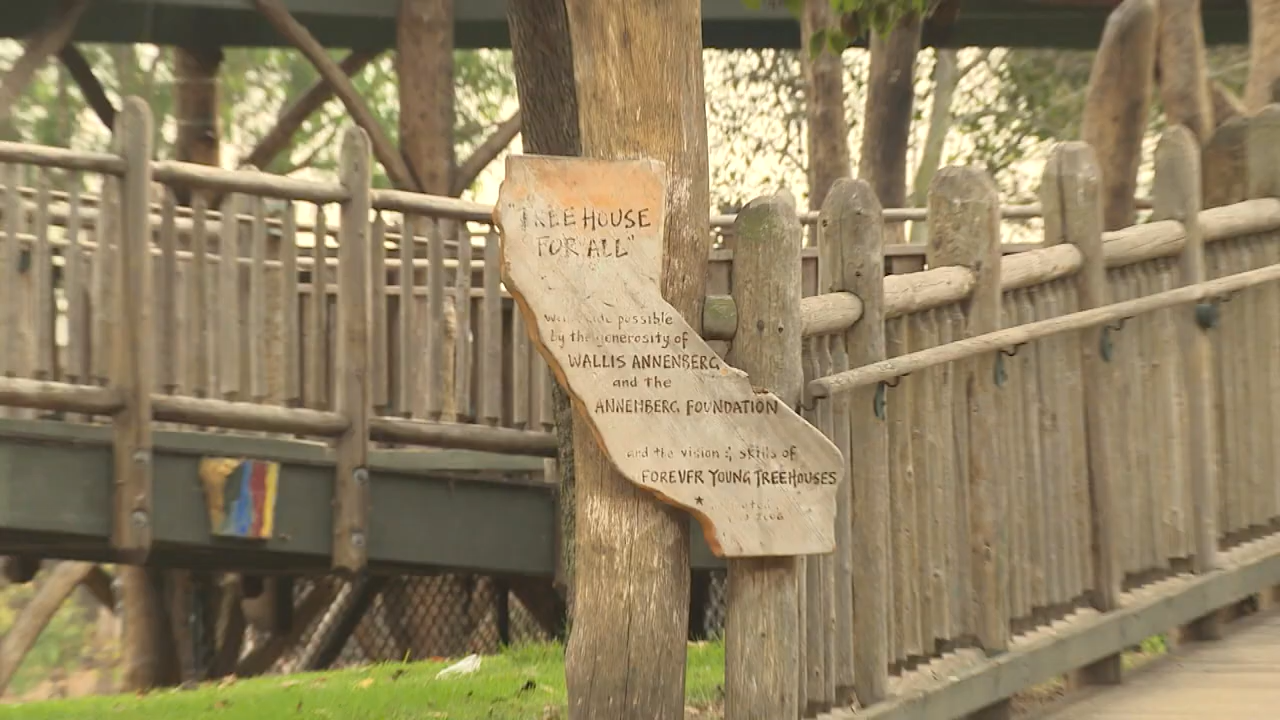 "TREE HOUSE
FOR ALL"
possible
by the generosity of
WALLIS ANNENBERG
and the
ANNENBERG FOUNDATION
and the vision & skills of
FOREVER YOUNG TREEHOUSES